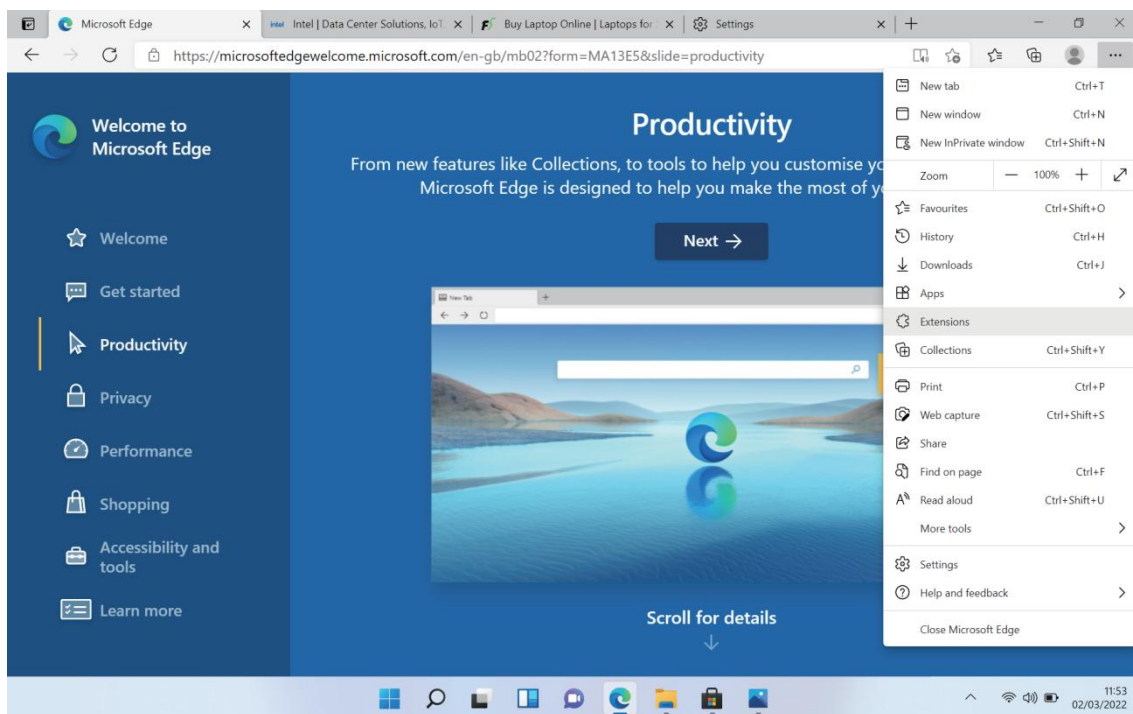 Microsoft Edge
intel Intel | Data Center Solutions, IoT,
Buy Laptop Online | Laptops for
Settings
https://microsoftedgewelcome.microsoft.com/en-gb/mb02?form=MA13E5&slide=productivity
Welcome to
Microsoft Edge
Welcome
Get started
Productivity
Privacy
Performance
Shopping
Accessibility and
tools
Learn more
Productivity
From new features like Collections, to tools to help you customise yo
Microsoft Edge is designed to help you make the most of yo
Next →
New Tab
Scroll for details
New tab Ctrl+T
New window Ctrl+N
New InPrivate window Ctrl+Shift+N
Zoom — 100% +
Favourites Ctrl+Shift+O
History Ctrl+H
Downloads Ctrl+J
Apps
Extensions
Collections Ctrl+Shift+Y
Print Ctrl+P
Web capture Ctrl+Shift+S
Share
Find on page Ctrl+F
Read aloud Ctrl+Shift+U
More tools
Settings
Help and feedback
Close Microsoft Edge
11:53
02/03/2022